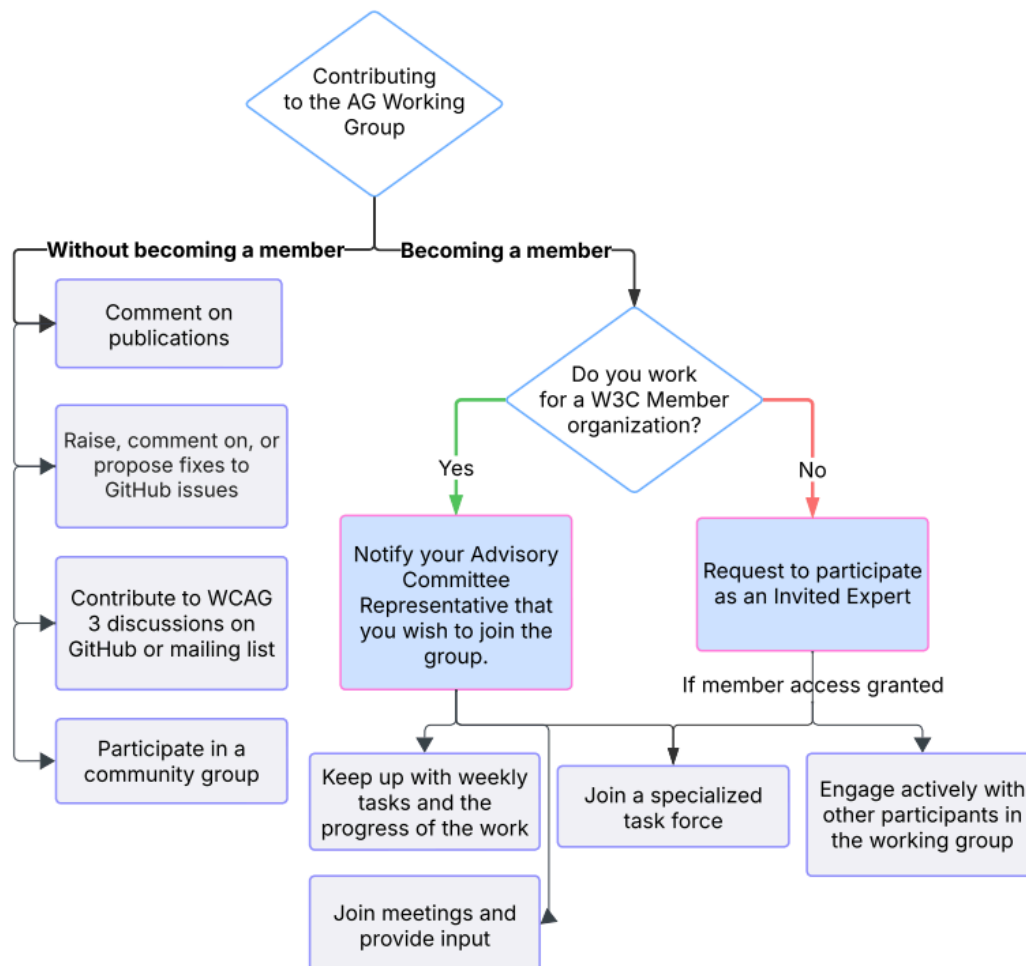 Contributing
to the AG Working
Group
Without becoming a member
Becoming a member
Comment on
publications
Raise, comment on, or
propose fixes to
GitHub issues
Contribute to WCAG
3 discussions on
GitHub or mailing list
Participate in a
community group
Do you work
for a W3C Member
organization?
Yes
No
Notify your Advisory
Committee
Representative that
you wish to join the
group.
Request to participate
as an Invited Expert
If member access granted
Keep up with weekly
tasks and the
progress of the work
Join a specialized
task force
Engage actively with
other participants in
the working group
Join meetings and
provide input